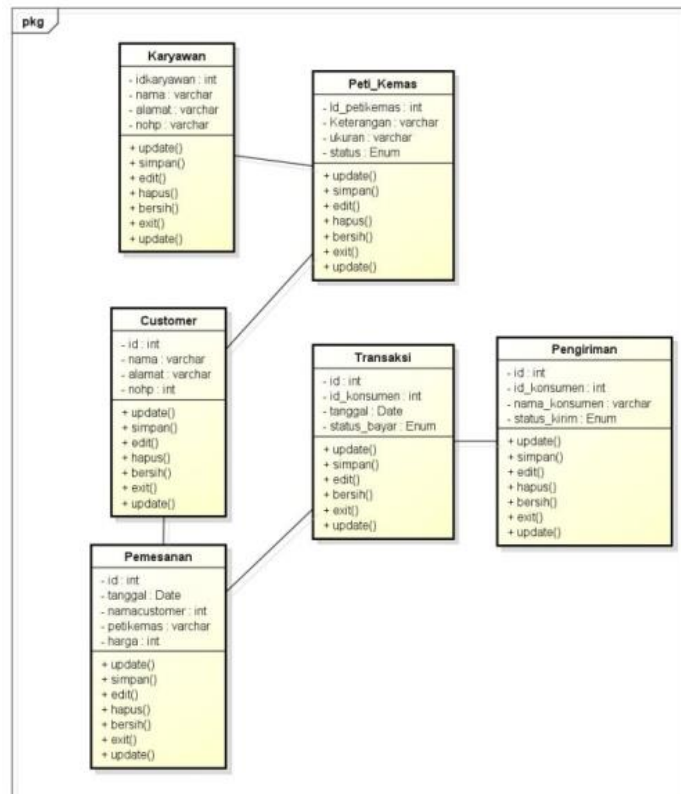 pkg
Karyawan
- idkaryawan : int
- nama : varchar
- alamat : varchar
- nohp : varchar
+ update()
+ simpan()
+ edit()
+ hapus()
+ bersih()
+ exit()
+ update()
Peti_Kemas
- Id_petikemas : int
- Keterangan : varchar
- ukuran : varchar
- status : Enum
+ update()
+ simpan()
+ edit()
+ hapus()
+ bersih()
+ exit()
+ update()
Customer
- id : int
- nama : varchar
- alamat : varchar
- nohp : int
+ update()
+ simpan()
+ edit()
+ hapus()
+ bersih()
+ exit()
+ update()
Transaksi
- id : int
- id_konsumen : int
- tanggal : Date
- status_bayar : Enum
+ update()
+ simpan()
+ edit()
+ bersih()
+ exit()
+ update()
Pengiriman
- id : int
- id_konsumen : int
- nama_konsumen : varchar
- status_kirim : Enum
+ update()
+ simpan()
+ edit()
+ hapus()
+ bersih()
+ exit()
+ update()
Pemesanan
- id : int
- tanggal : Date
- namacustomer : int
- petikemas : varchar
- harga : int
+ update()
+ simpan()
+ edit()
+ hapus()
+ bersih()
+ exit()
+ update()